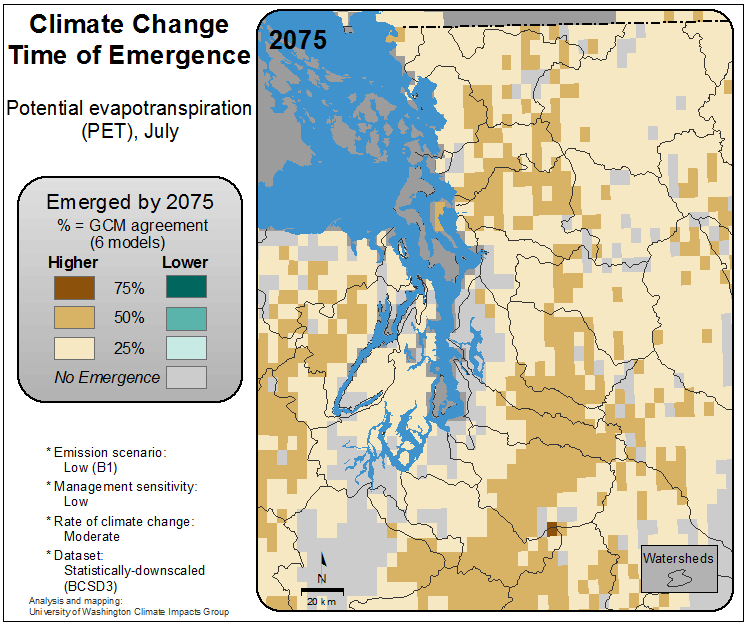 Climate Change
Time of Emergence
Potential evapotranspiration
(PET), July
Emerged by 2075
% = GCM agreement
(6 models)
Higher Lower
75%
50%
25%
No Emergence
* Emission scenario:
Low (B1)
* Management sensitivity:
Low
* Rate of climate change:
Moderate
* Dataset:
Statistically-downscaled
(BCSD3)
Analysis and mapping:
University of Washington Climate Impacts Group
2075
N
20 km
Watersheds